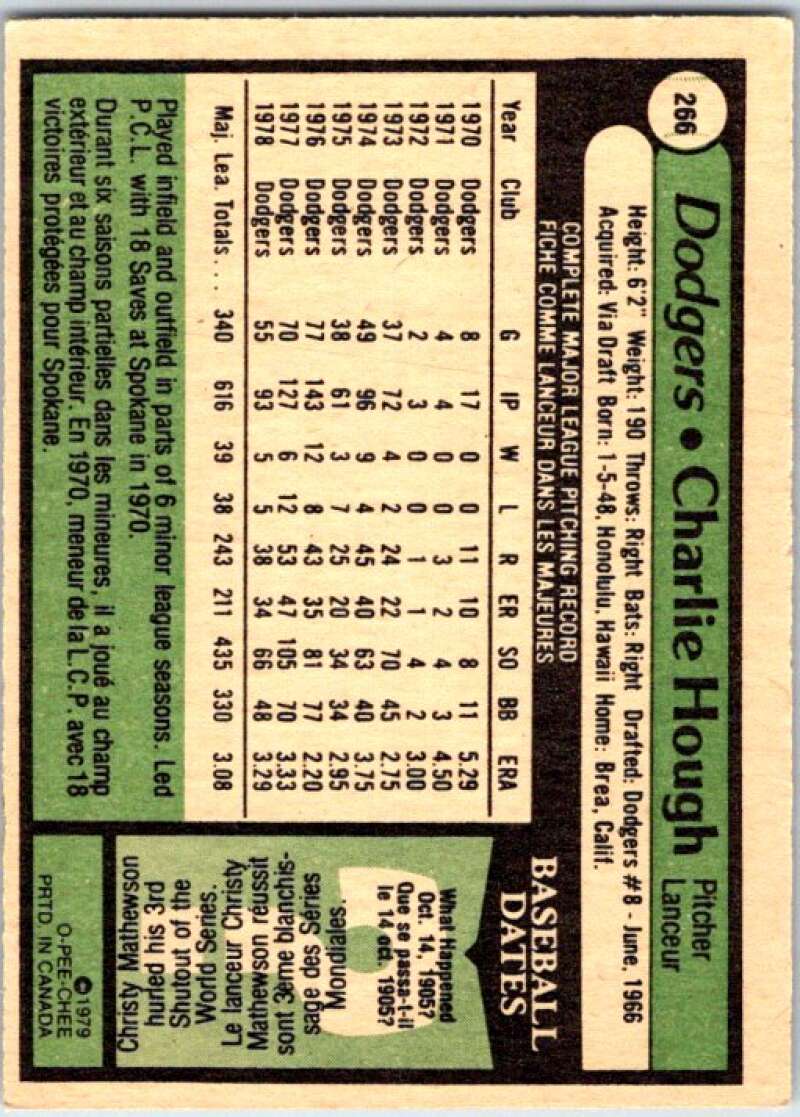 266
Dodgers • Charlie Hough
Pitcher
Lanceur
Height: 6'2" Weight: 190 Throws: Right Bats: Right Drafted: Dodgers #8 - June, 1966
Acquired: Via Draft Born: 1-5-48, Honolulu, Hawaii Home: Brea, Calif.
COMPLETE MAJOR LEAGUE PITCHING RECORD
FICHE COMME LANCEUR DANS LES MAJEURES
Year Club G IP W L R ER SO BB ERA
1970 Dodgers 8 17 0 0 11 10 8 11 5.29
1971 Dodgers 4 4 0 0 3 2 4 3 4.50
1972 Dodgers 2 3 0 0 1 1 4 2 3.00
1973 Dodgers 37 72 4 2 24 22 70 45 2.75
1974 Dodgers 49 96 9 4 45 40 63 40 3.75
1975 Dodgers 38 61 3 7 25 20 34 34 2.95
1976 Dodgers 77 143 12 8 43 35 81 77 2.20
1977 Dodgers 70 127 6 12 53 47 105 70 3.33
1978 Dodgers 55 93 5 5 38 34 66 48 3.29
Maj. Lea. Totals . . . 340 616 39 38 243 211 435 330 3.08
Played infield and outfield in parts of 6 minor league seasons. Led
P.C.L. with 18 Saves at Spokane in 1970.
Durant six saisons partielles dans les mineures, il a joué au champ
extérieur et au champ intérieur. En 1970, meneur de la L.C.P. avec 18
victoires protégées pour Spokane.
BASEBALL
DATES
What Happened
Oct. 14, 1905?
Que se passa-t-il
le 14 oct. 1905?
Christy Mathewson
hurled his 3rd
Shutout of the
World Series.
Le lanceur Christy
Mathewson réussit
sont 3eme blanchis-
sage des Séries
Mondiales.
©1979
O-PEE-CHEE
PRTD. IN CANADA